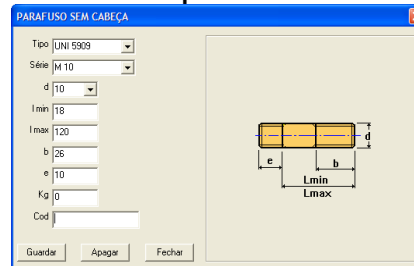 PARAFUSO SEM CABEÇA
Tipo UNI 5909
Série M 10
d 10
l min 18
l max 120
b 26
e 10
Kg 0
Cod
Guardar Apagar Fechar
e b d
Lmin
Lmax